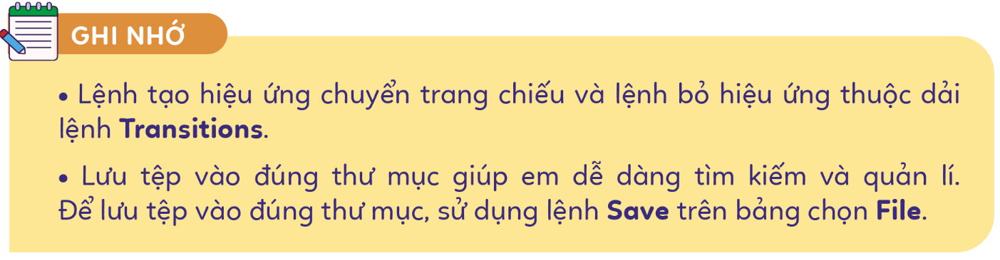 GHI NHỚ
• Lệnh tạo hiệu ứng chuyển trang chiếu và lệnh bỏ hiệu ứng thuộc dải
lệnh Transitions.
• Lưu tệp vào đúng thư mục giúp em dễ dàng tìm kiếm và quản lí.
Để lưu tệp vào đúng thư mục, sử dụng lệnh Save trên bảng chọn File.